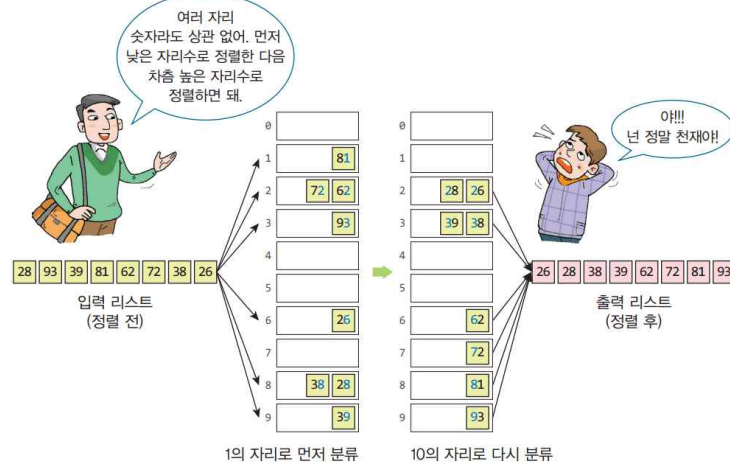 여러 자리
숫자라도 상관 없어. 먼저
낮은 자리수로 정렬한 다음
차츰 높은 자리수로
정렬하면 돼.
야!!!
넌 정말 천재야!
28 93 39 81 62 72 38 26
입력 리스트
(정렬 전)
0
1 81
2 72 62
3 93
4
5
6 26
7
8 38 28
9 39
1의 자리로 먼저 분류
0
1
2 28 26
3 39 38
4
5
6 62
7 72
8 81
9 93
10의 자리로 다시 분류
26 28 38 39 62 72 81 93
출력 리스트
(정렬 후)